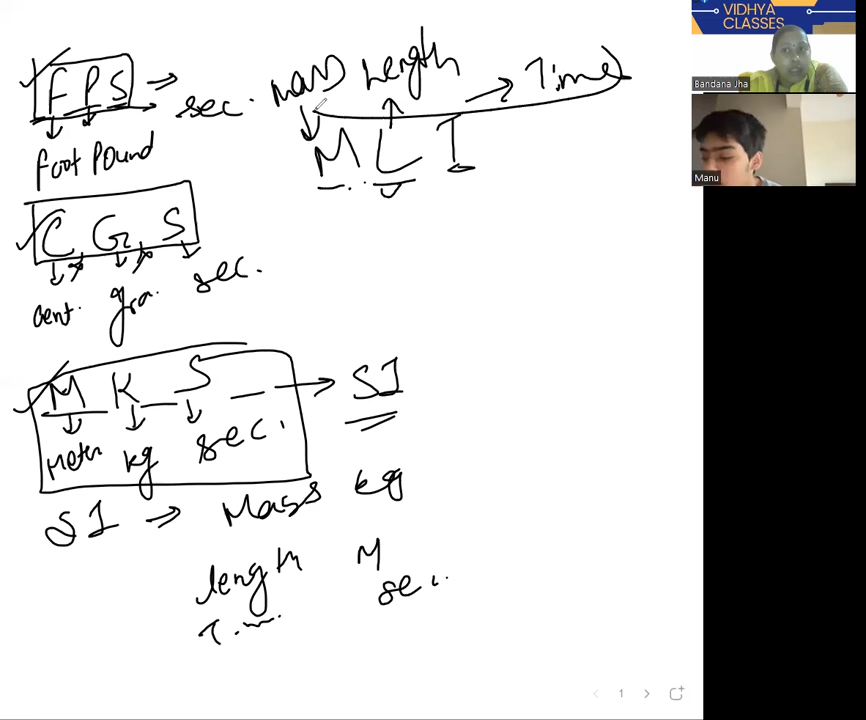 F P S ⇒ sec. mass Length → Time
Foot Pound
M L T
C G S
cent. gra. sec.
M K S → SI
Meter kg sec.
SI ⇒ Mass kg
length M
sec.
VIDHYA
CLASSES
Bandana Jha
Manu
1